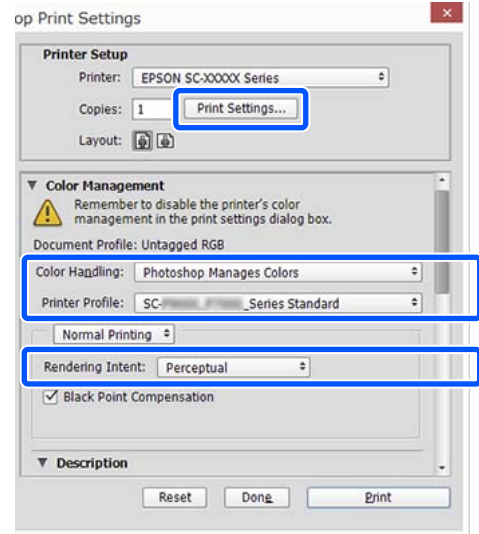 op Print Settings
Printer Setup
Printer: EPSON SC-XXXXX Series
Copies: 1 Print Settings...
Layout:
Color Management
Remember to disable the printer's color
management in the print settings dialog box.
Document Profile: Untagged RGB
Color Handling: Photoshop Manages Colors
Printer Profile: SC- _Series Standard
Normal Printing
Rendering Intent: Perceptual
Black Point Compensation
Description
Reset Done Print